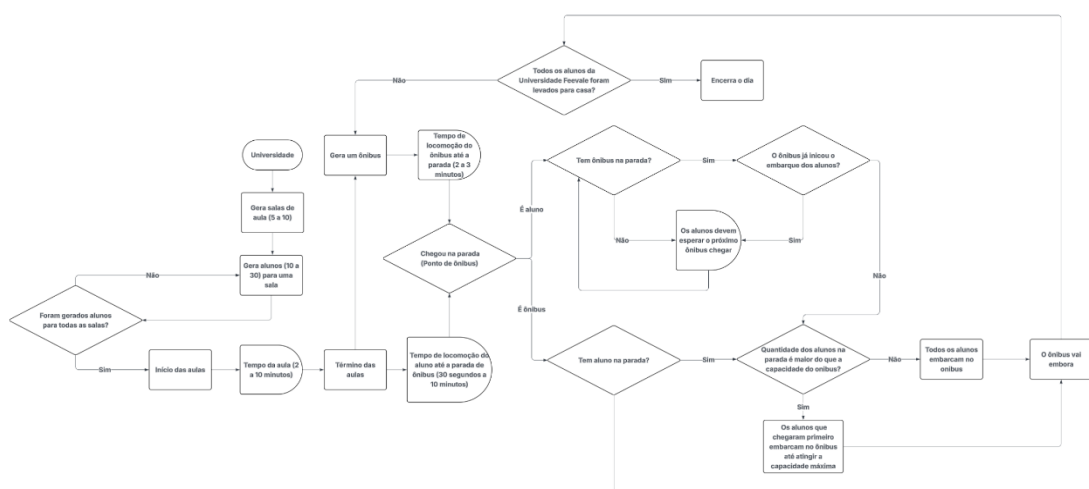 Todos os alunos da
Universidade Feevale foram
levados para casa?
Não
Sim
Encerra o dia
Universidade
Gera salas de
aula (5 a 10)
Gera alunos (10 a
30) para uma
sala
Não
Foram gerados alunos
para todas as salas?
Sim
Início das aulas
Tempo da aula (2
a 10 minutos)
Término das
aulas
Gera um ônibus
Tempo de
locomoção do
ônibus até a
parada (2 a 3
minutos)
Tempo de locomoção do
aluno até a parada de
ônibus (30 segundos a
10 minutos)
Chegou na parada
(Ponto de ônibus)
É aluno
É ônibus
Tem ônibus na parada?
Sim
O ônibus já inicou o
embarque dos alunos?
Não
Os alunos devem
esperar o próximo
ônibus chegar
Sim
Não
Tem aluno na parada?
Sim
Quantidade dos alunos na
parada é maior do que a
capacidade do onibus?
Não
Todos os alunos
embarcam no
onibus
O ônibus vai
embora
Sim
Os alunos que
chegaram primeiro
embarcam no ônibus
até atingir a
capacidade máxima